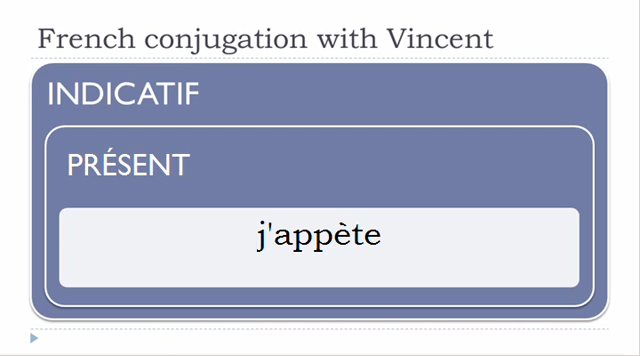 French conjugation with Vincent
INDICATIF
PRÉSENT
j'appète